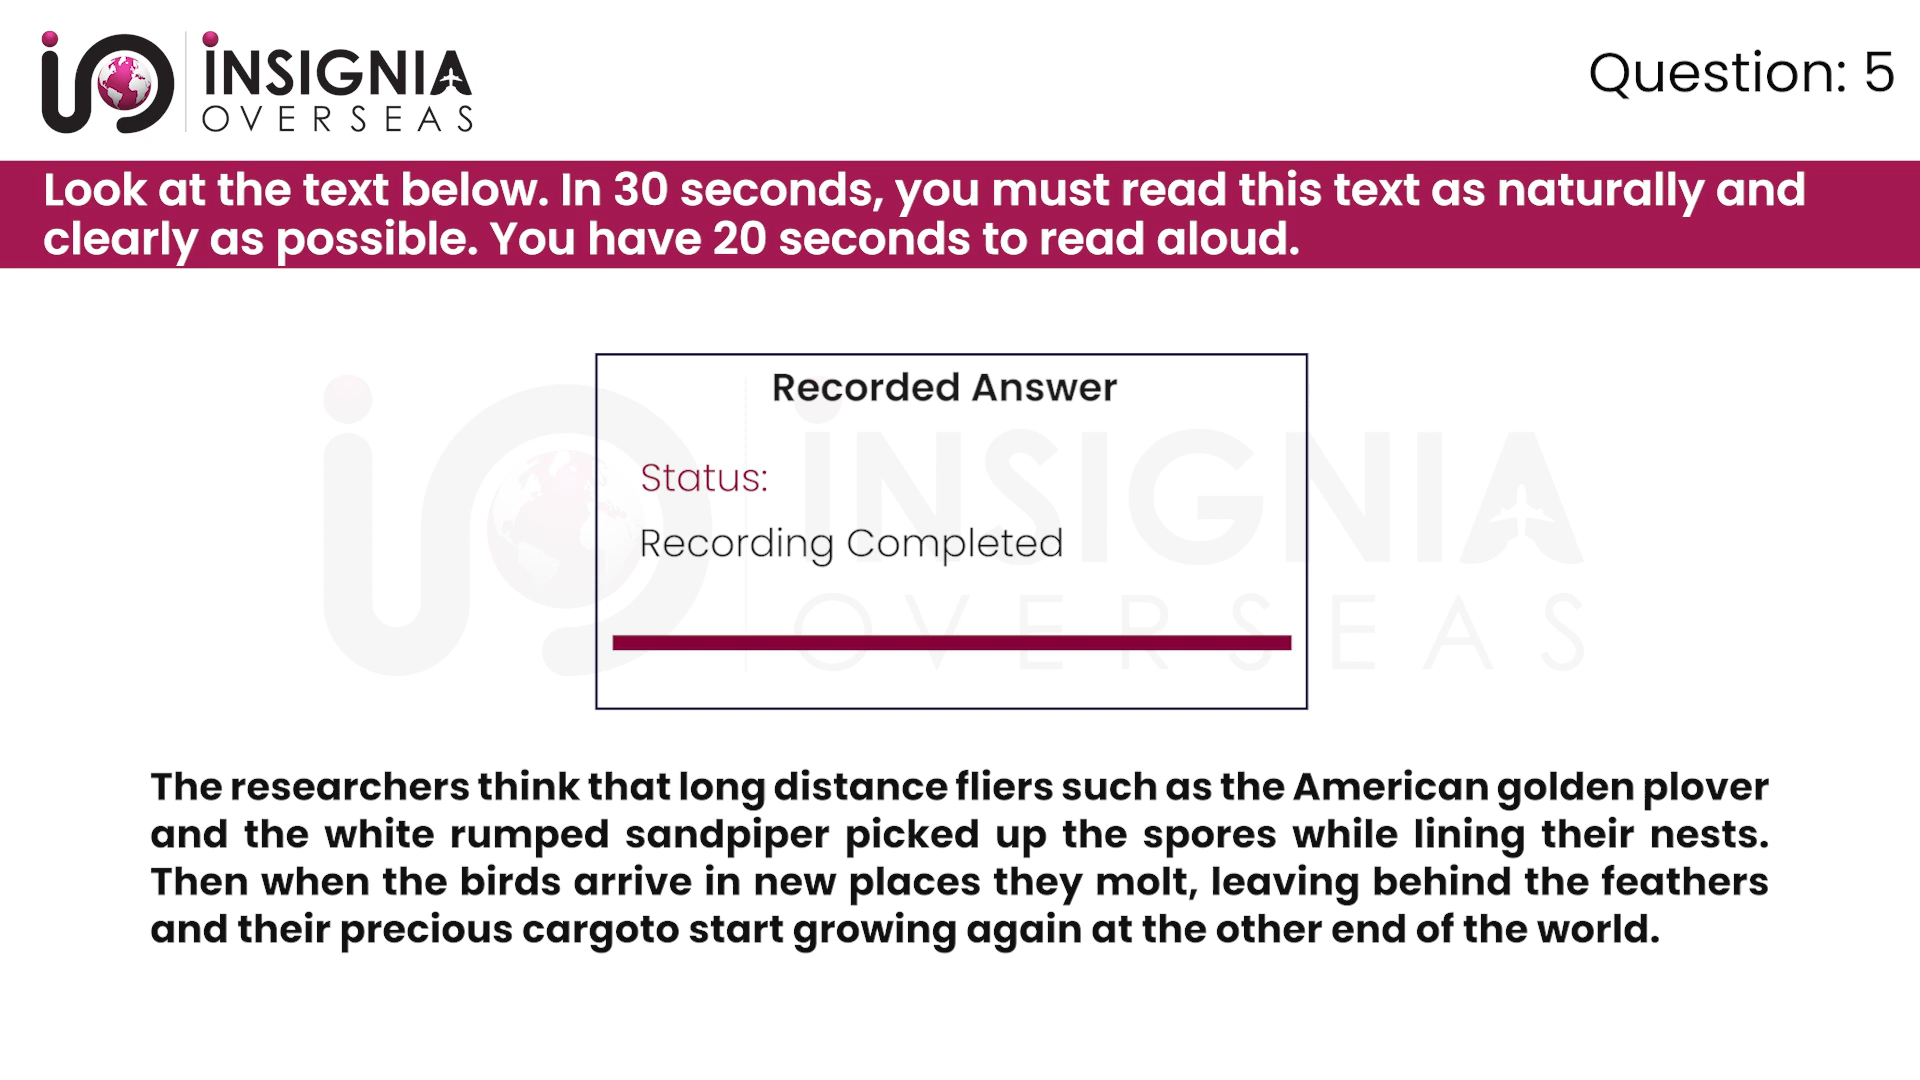 INSIGNIA
OVERSEAS
Question: 5
Look at the text below. In 30 seconds, you must read this text as naturally and
clearly as possible. You have 20 seconds to read aloud.
Recorded Answer
Status:
Recording Completed
INSIGNIA
OVERSEAS
The researchers think that long distance fliers such as the American golden plover
and the white rumped sandpiper picked up the spores while lining their nests.
Then when the birds arrive in new places they molt, leaving behind the feathers
and their precious cargoto start growing again at the other end of the world.